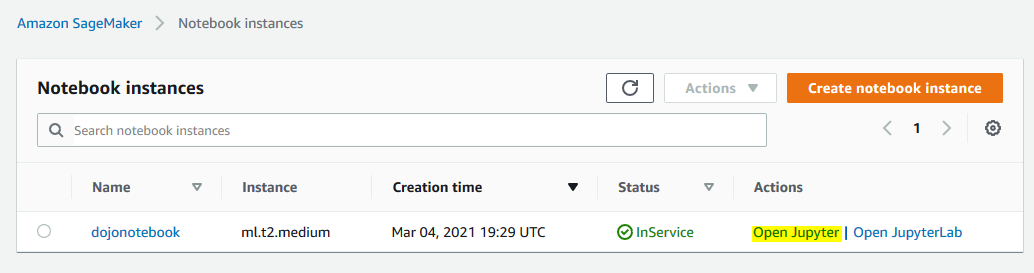 Amazon SageMaker > Notebook instances
Notebook instances
Actions
Create notebook instance
Search notebook instances
1
Name Instance Creation time Status Actions
dojonotebook ml.t2.medium Mar 04, 2021 19:29 UTC InService Open Jupyter | Open JupyterLab